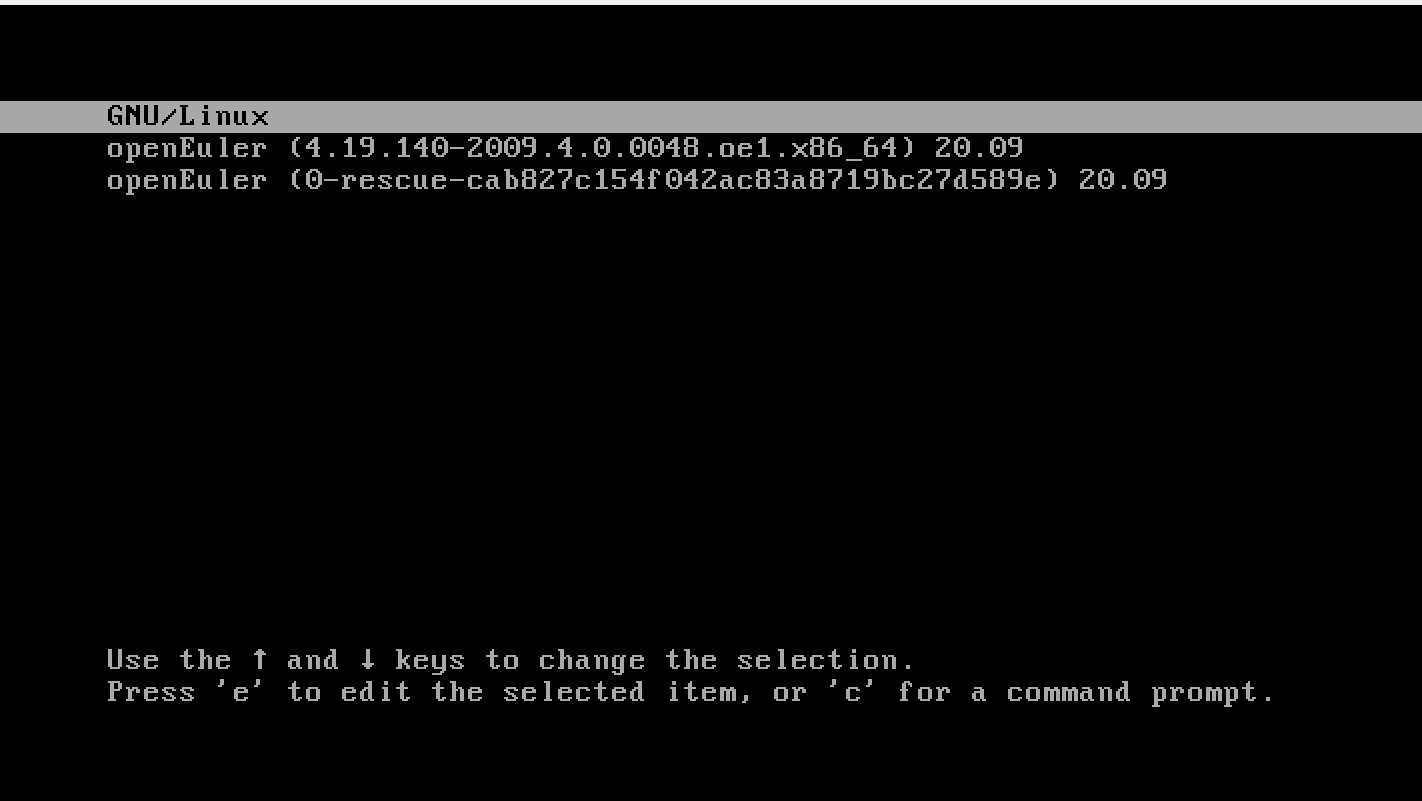 GNU/Linux
openEuler (4.19.140-2009.4.0.0048.oe1.x86_64) 20.09
openEuler (0-rescue-cab827c154f042ac83a8719bc27d589e) 20.09
Use the ↑ and ↓ keys to change the selection.
Press 'e' to edit the selected item, or 'c' for a command prompt.